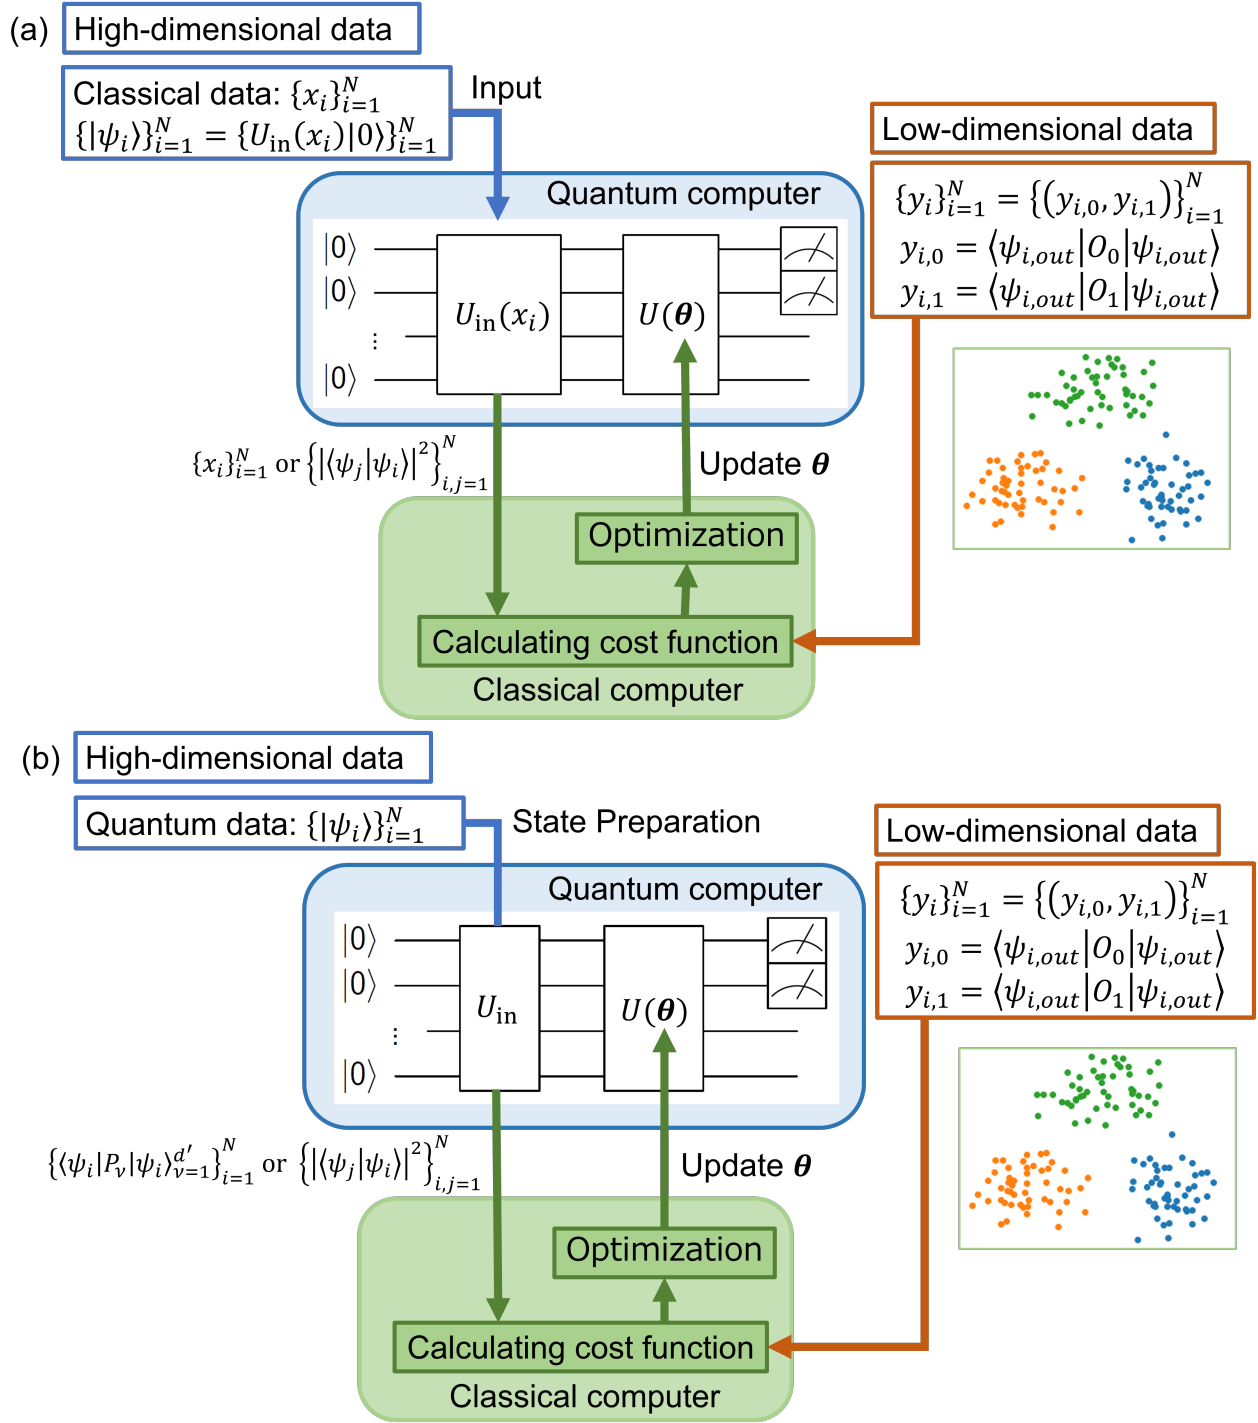 (a) High-dimensional data
Classical data: {x_i}_{i=1}^N
{|ψ_i⟩}_{i=1}^N = {U_in(x_i)|0⟩}_{i=1}^N
Input
Low-dimensional data
{y_i}_{i=1}^N = {(y_{i,0}, y_{i,1})}_{i=1}^N
y_{i,0} = ⟨ψ_{i,out}|O_0|ψ_{i,out}⟩
y_{i,1} = ⟨ψ_{i,out}|O_1|ψ_{i,out}⟩
Quantum computer
|0⟩
|0⟩
⋮
|0⟩
U_in(x_i)
U(θ)
{x_i}_{i=1}^N or {|⟨ψ_j|ψ_i⟩|^2}_{i,j=1}^N
Update θ
Optimization
Calculating cost function
Classical computer
(b) High-dimensional data
Quantum data: {|ψ_i⟩}_{i=1}^N
State Preparation
Low-dimensional data
{y_i}_{i=1}^N = {(y_{i,0}, y_{i,1})}_{i=1}^N
y_{i,0} = ⟨ψ_{i,out}|O_0|ψ_{i,out}⟩
y_{i,1} = ⟨ψ_{i,out}|O_1|ψ_{i,out}⟩
Quantum computer
|0⟩
|0⟩
⋮
|0⟩
U_in
U(θ)
{⟨ψ_i|P_ν|ψ_i⟩_{ν=1}^{d′}}_{i=1}^N or {|⟨ψ_j|ψ_i⟩|^2}_{i,j=1}^N
Update θ
Optimization
Calculating cost function
Classical computer